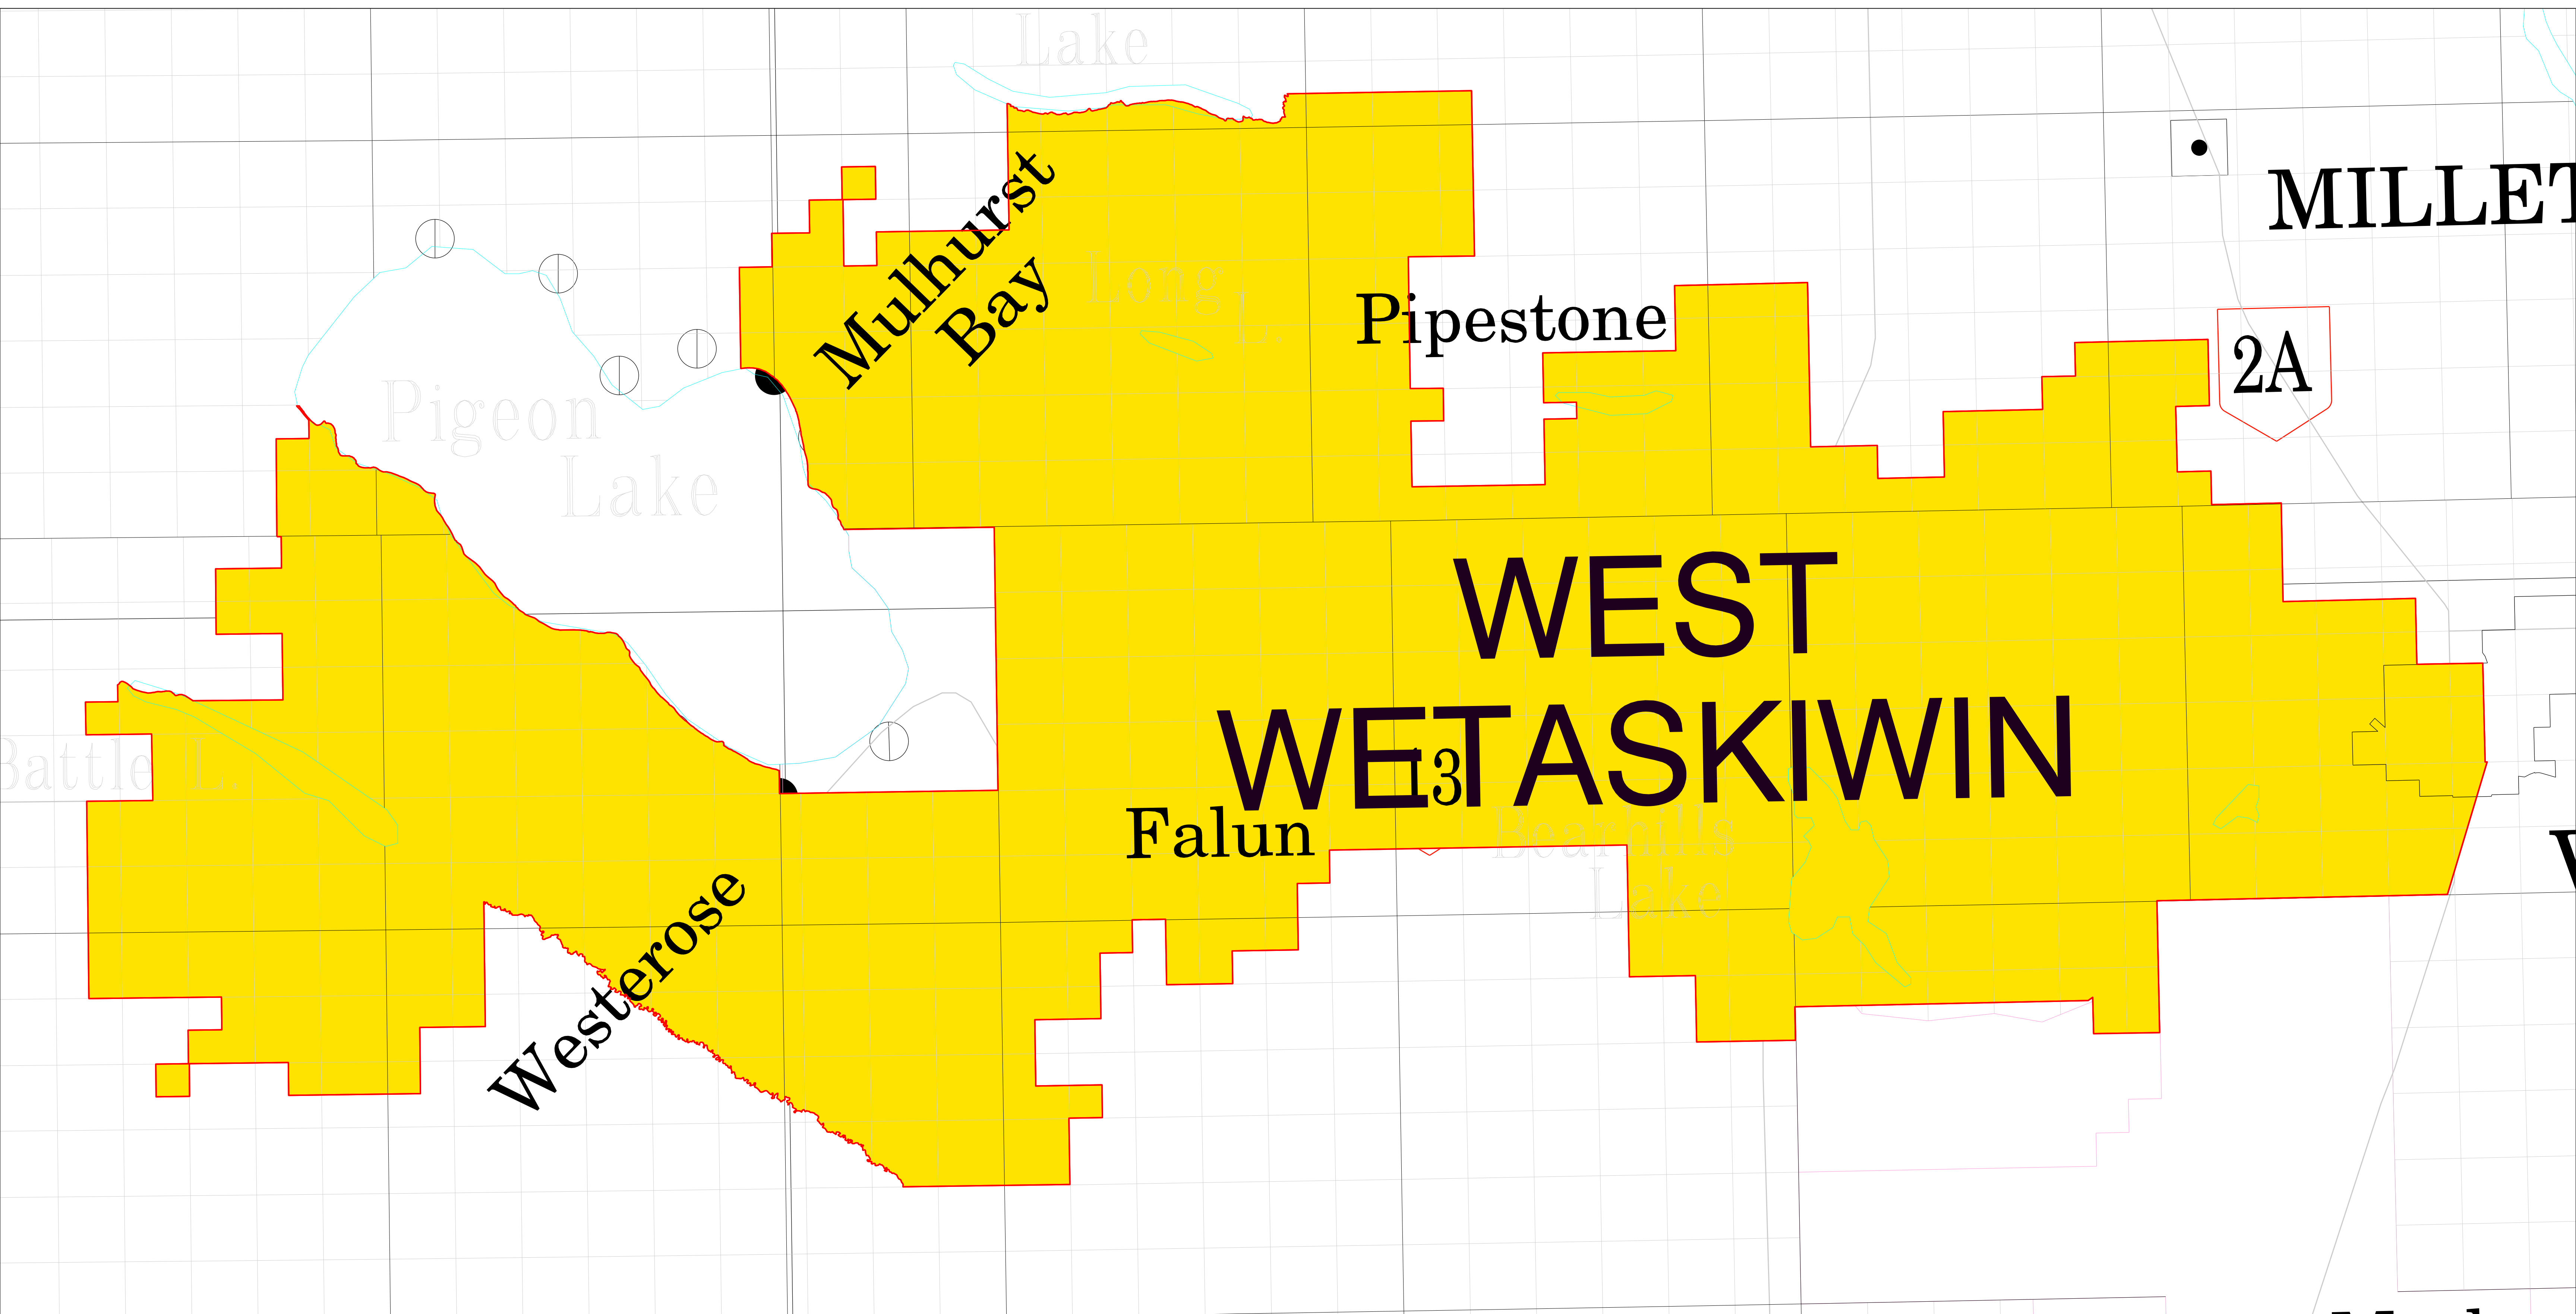 Lake
MILLET
Mulhurst
Bay
Long
L.
Pipestone
2A
Pigeon
Lake
WEST
WETASKIWIN
13
Battle L.
Falun
Bearhills
Lake
Westerose